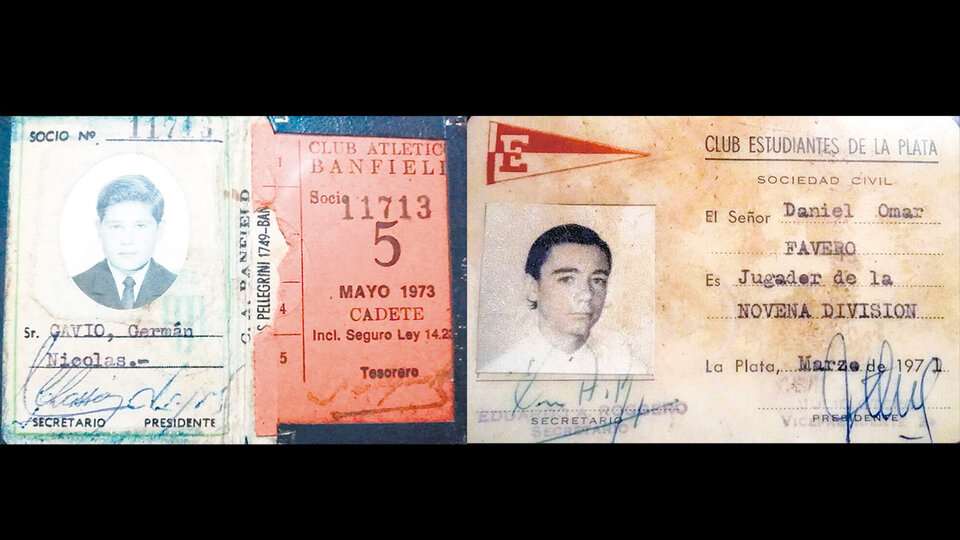 SOCIO Nº 11713
Sr. GAVIO, Germán
Nicolas.-
SECRETARIO PRESIDENTE
C. A. BANFIELD
S PELLEGRINI 1749-BAN
1
CLUB ATLETICO
BANFIEL
Socio 11713
5
MAYO 1973
4
CADETE
Incl. Seguro Ley 14.2
5
Tesorero
E
CLUB ESTUDIANTES DE LA PLATA
SOCIEDAD CIVIL
El Señor Daniel Omar
FAVERO
Es Jugador de la
NOVENA DIVISION
La Plata, Marzo de 1971
SECRETARIO
SECRETARIO
PRESIDENTE